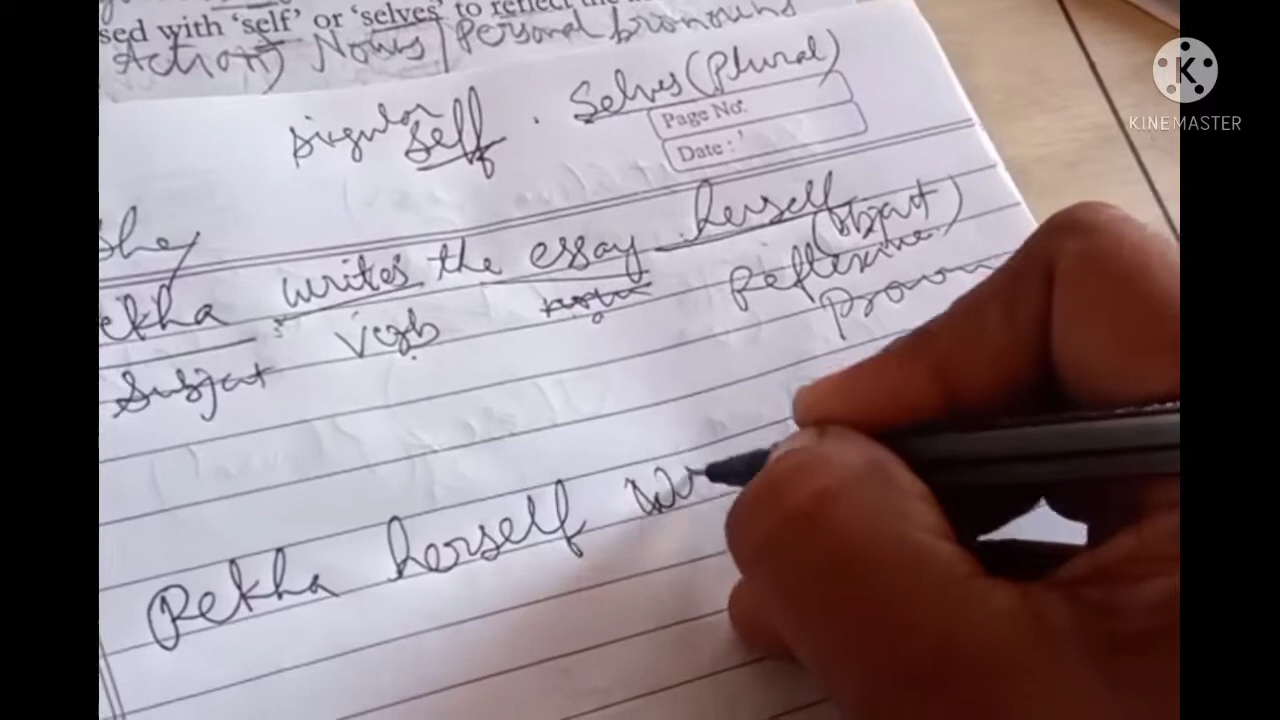 sed with 'self' or 'selves' to reflect the
Action) Nouns / Personal pronouns
singular self . Selves (Plural)
Page No.
Date :
She
ekha writes the essay herself
(Object)
Subject Verb Reflexive
Pronoun
Rekha herself
KINEMASTER